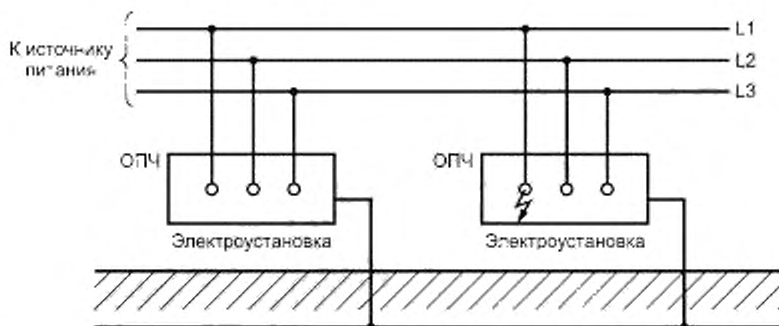 К источнику
питания
L1
L2
L3
ОПЧ
ОПЧ
Электроустановка
Электроустановка